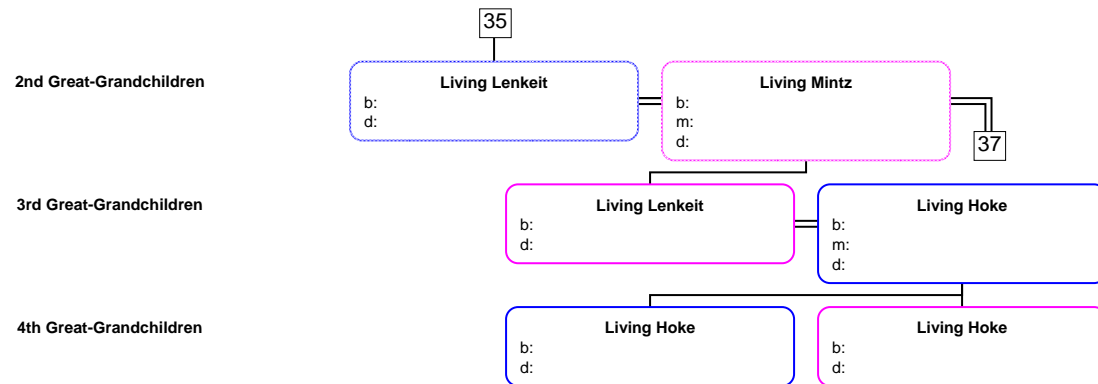 35
2nd Great-Grandchildren
Living Lenkeit
b:
d:
Living Mintz
b:
m:
d:
37
3rd Great-Grandchildren
Living Lenkeit
b:
d:
Living Hoke
b:
m:
d:
4th Great-Grandchildren
Living Hoke
b:
d:
Living Hoke
b:
d: